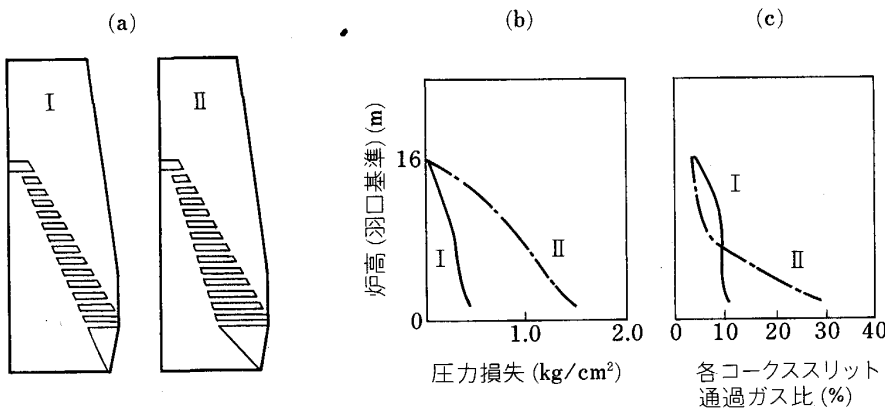 (a)
(b)
(c)
I
II
炉高(羽口基準)(m)
16
0
I
II
1.0
2.0
圧力損失(kg/cm²)
I
II
0
10
20
30
40
各コークススリット
通過ガス比(%)